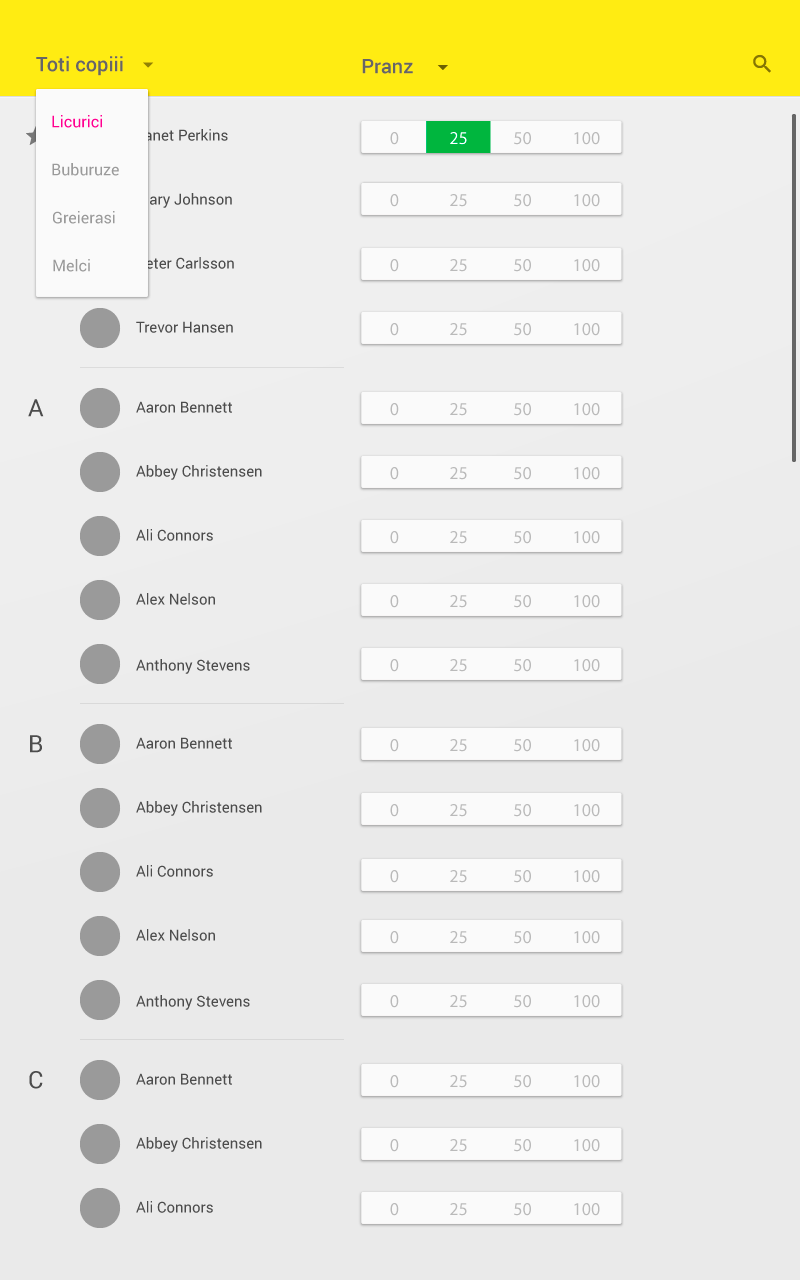 Toti copiii
Pranz
Licurici
Buburuze
Greierasi
Melci
anet Perkins 0 25 50 100
ary Johnson 0 25 50 100
eter Carlsson 0 25 50 100
Trevor Hansen 0 25 50 100
A Aaron Bennett 0 25 50 100
Abbey Christensen 0 25 50 100
Ali Connors 0 25 50 100
Alex Nelson 0 25 50 100
Anthony Stevens 0 25 50 100
B Aaron Bennett 0 25 50 100
Abbey Christensen 0 25 50 100
Ali Connors 0 25 50 100
Alex Nelson 0 25 50 100
Anthony Stevens 0 25 50 100
C Aaron Bennett 0 25 50 100
Abbey Christensen 0 25 50 100
Ali Connors 0 25 50 100